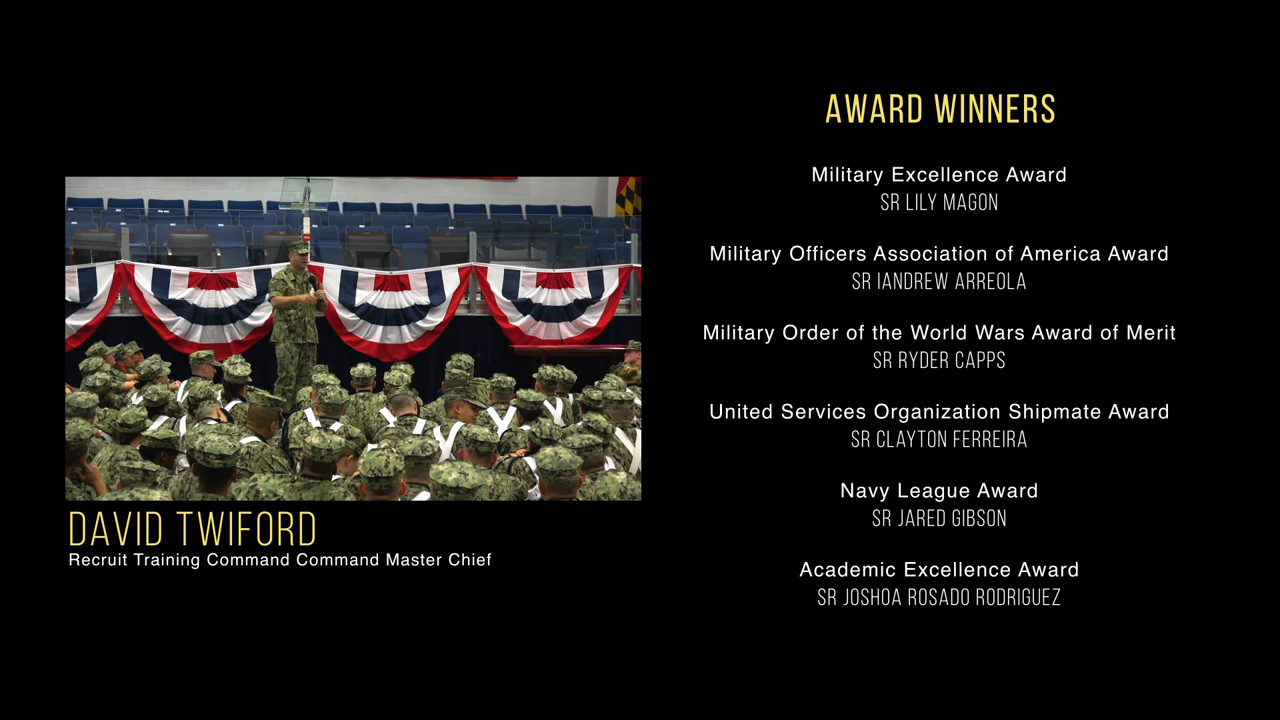 DAVID TWIFORD
Recruit Training Command Command Master Chief
AWARD WINNERS
Military Excellence Award
SR LILY MAGON
Military Officers Association of America Award
SR IANDREW ARREOLA
Military Order of the World Wars Award of Merit
SR RYDER CAPPS
United Services Organization Shipmate Award
SR CLAYTON FERREIRA
Navy League Award
SR JARED GIBSON
Academic Excellence Award
SR JOSHOA ROSADO RODRIGUEZ